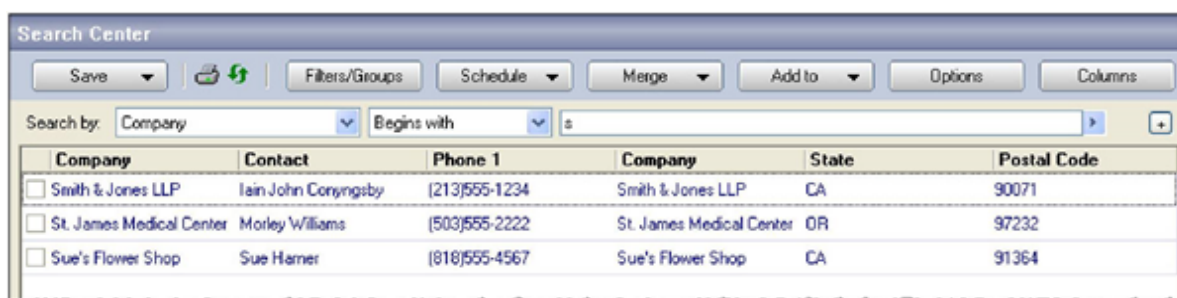 Search Center
Save Filters/Groups Schedule Merge Add to Options Columns
Search by: Company Begins with s
Company Contact Phone 1 Company State Postal Code
Smith & Jones LLP Iain John Conyngsby (213)555-1234 Smith & Jones LLP CA 90071
St. James Medical Center Morley Williams (503)555-2222 St. James Medical Center OR 97232
Sue's Flower Shop Sue Harner (818)555-4567 Sue's Flower Shop CA 91364